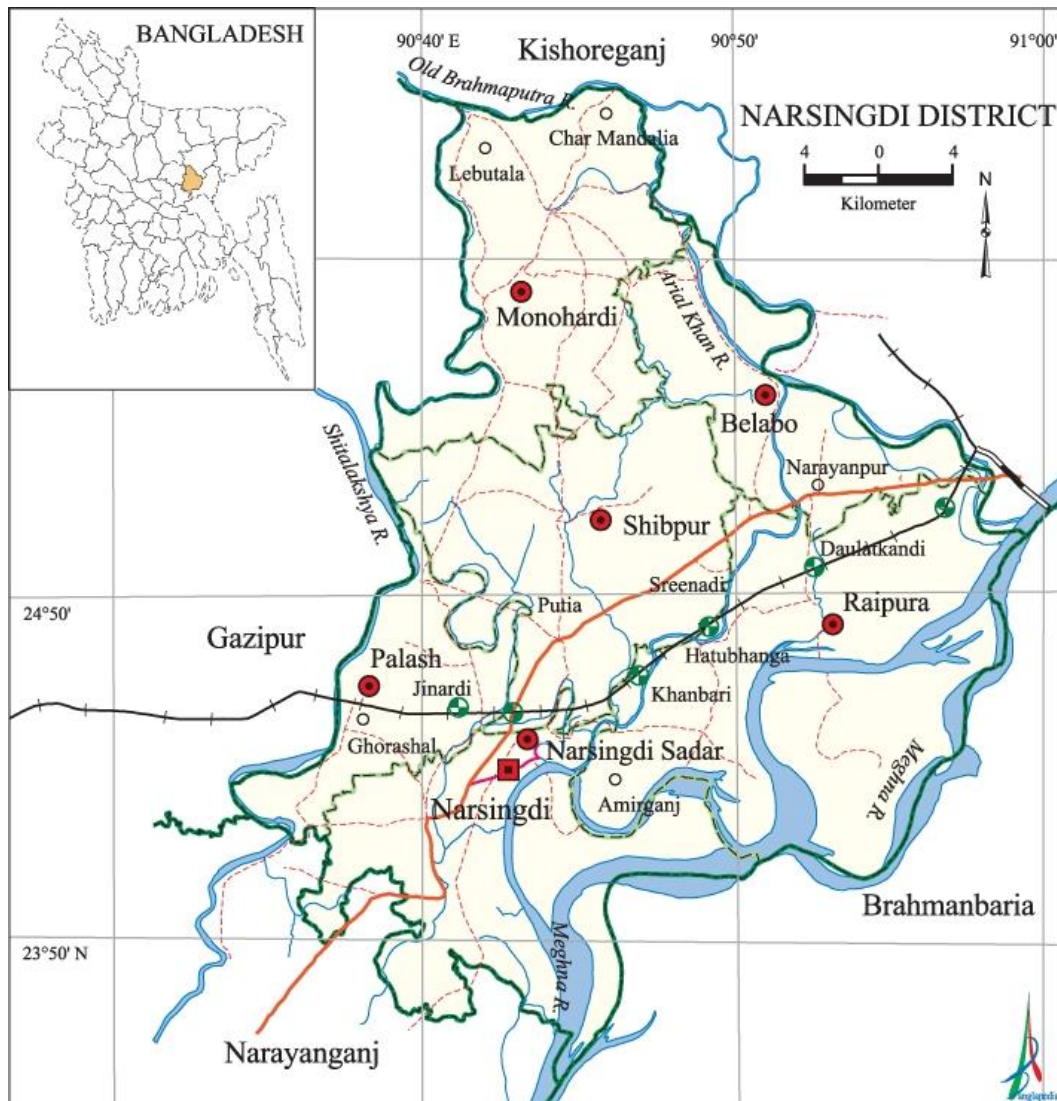 BANGLADESH
90°40' E
90°50'
91°00'
Kishoreganj
Old Brahmaputra R.
NARSINGDI DISTRICT
4 0 4
Kilometer
N
Char Mandalia
Lebutala
Monohardi
Arial Khan R.
Belabo
Shitalakshya R.
Narayanpur
Shibpur
Daulatkandi
Sreenadi
24°50'
Putia
Raipura
Gazipur
Hatubhanga
Palash
Jinardi
Khanbari
Ghorashal
Narsingdi Sadar
Narsingdi
Amirganj
Meghna R.
Brahmanbaria
23°50' N
Meghna R.
Narayanganj